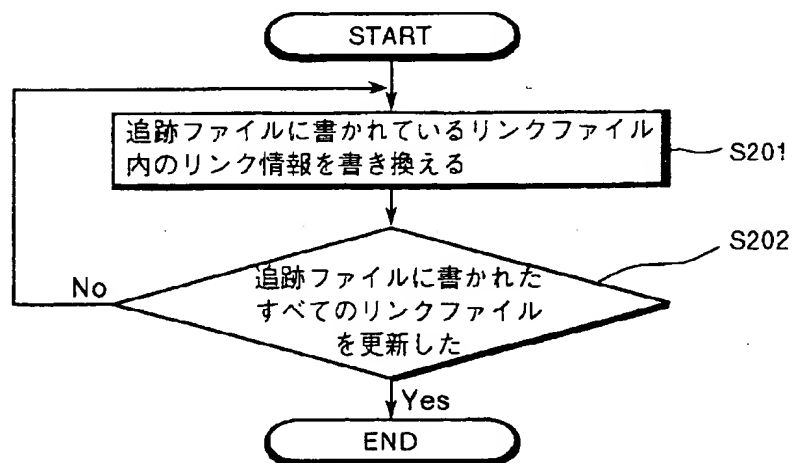 START
追跡ファイルに書かれているリンクファイル
内のリンク情報を書き換える
S201
S202
追跡ファイルに書かれた
すべてのリンクファイル
を更新した
No
Yes
END